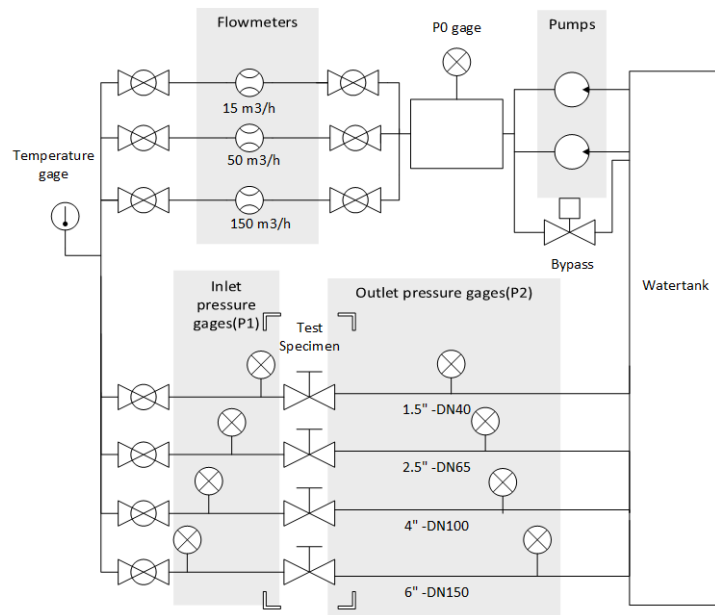 Flowmeters
P0 gage
Pumps
15 m3/h
50 m3/h
Temperature
gage
150 m3/h
Bypass
Inlet
pressure
gages(P1)
Outlet pressure gages(P2)
Watertank
Test
Specimen
1.5" -DN40
2.5" -DN65
4" -DN100
6" -DN150